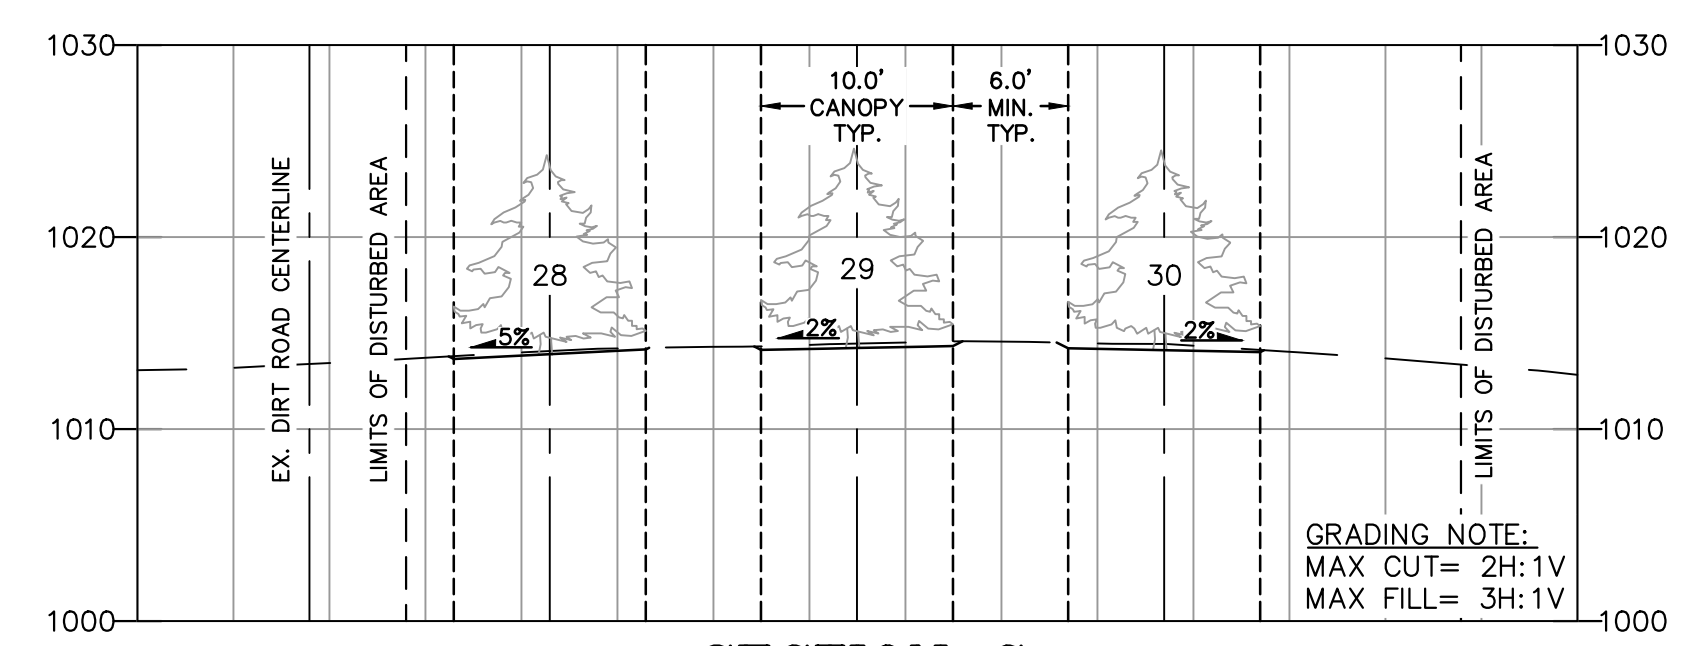 1030
1030
10.0'
CANOPY
TYP.
6.0'
MIN.
TYP.
EX. DIRT ROAD CENTERLINE
LIMITS OF DISTURBED AREA
LIMITS OF DISTURBED AREA
1020
1020
28
29
30
5%
2%
2%
1010
1010
GRADING NOTE:
MAX CUT= 2H:1V
MAX FILL= 3H:1V
1000
1000